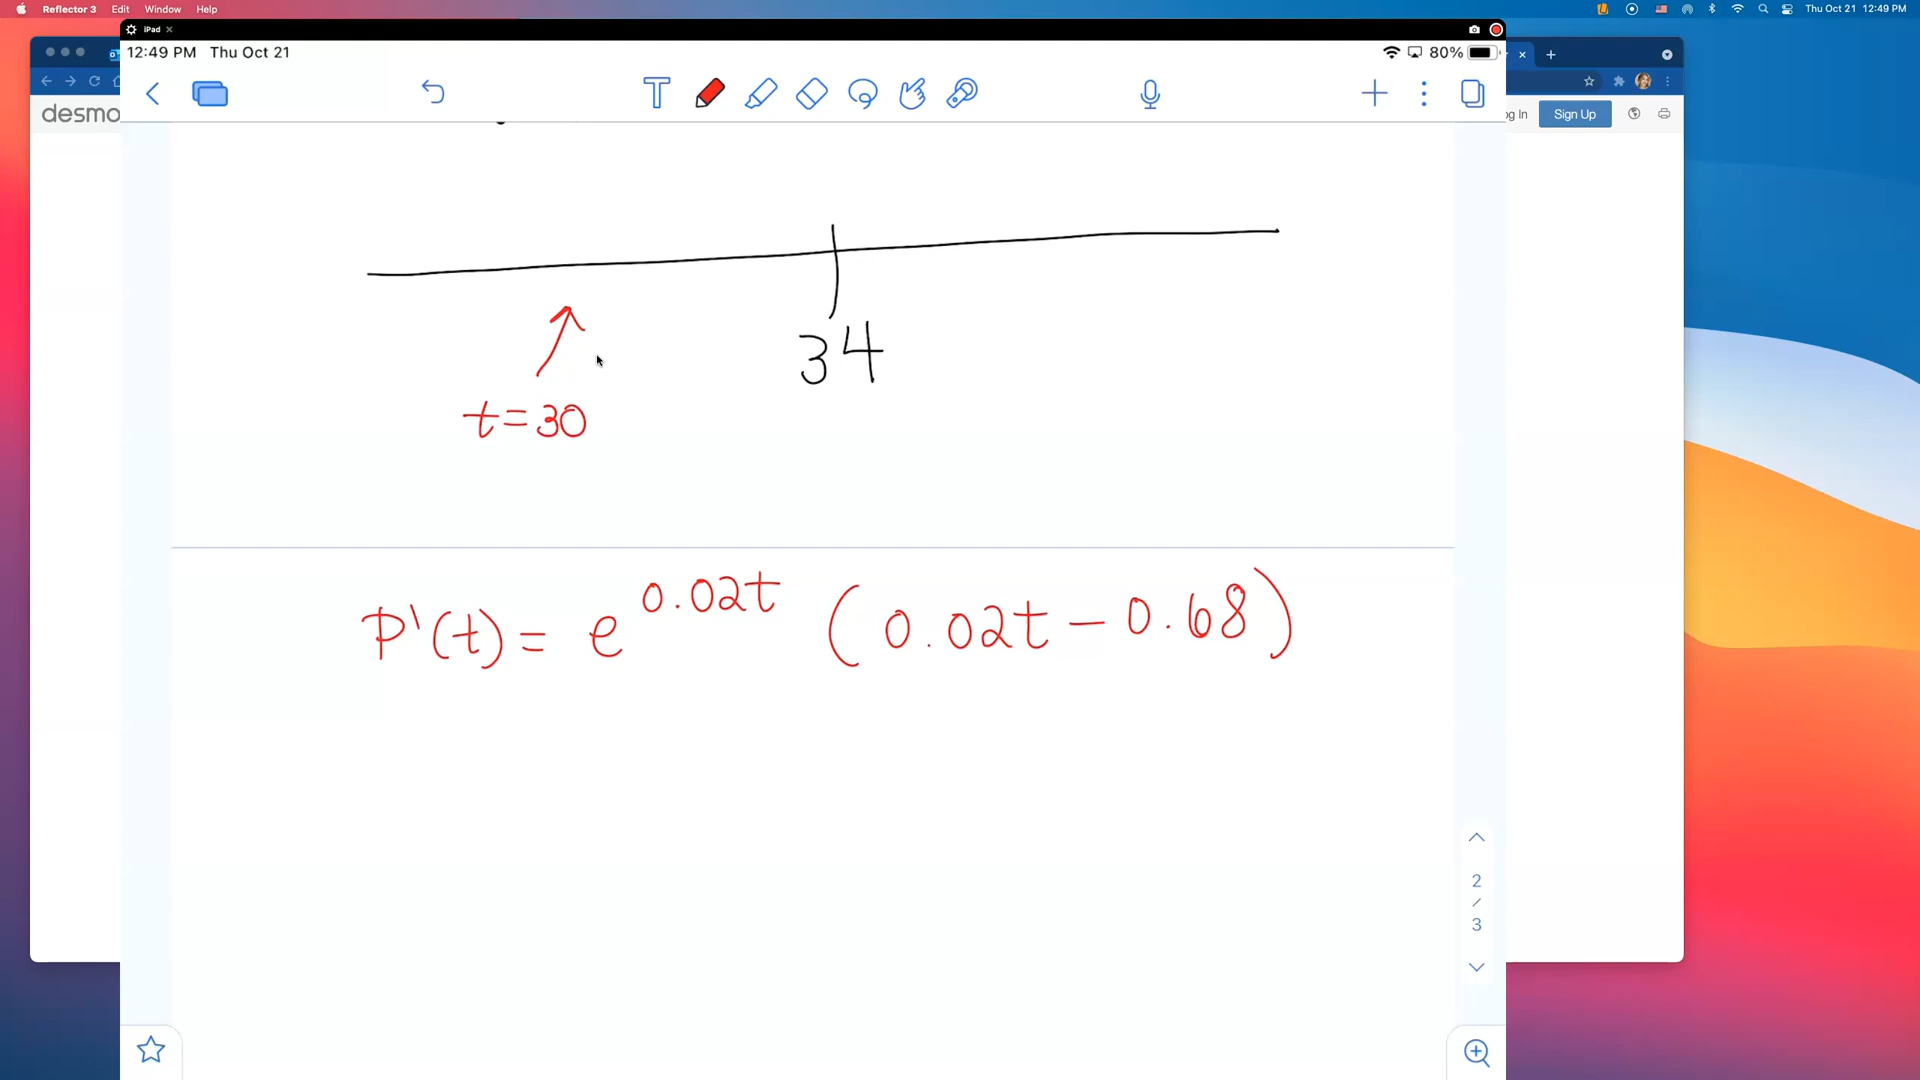 Reflector 3 Edit Window Help Thu Oct 21 12:49 PM
iPad
12:49 PM Thu Oct 21 80%
T
Sign Up
34
t=30
P'(t) = e^0.02t (0.02t - 0.68)
2
/
3